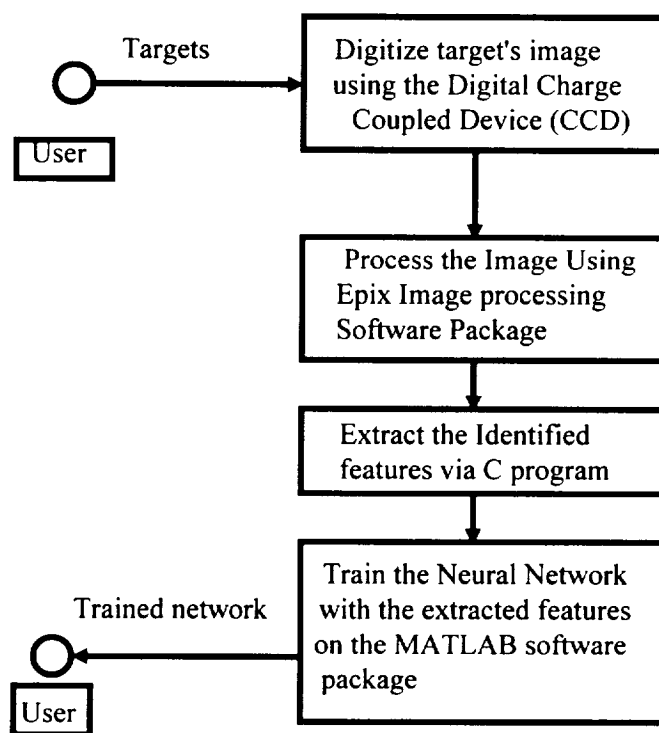 Targets
User
Digitize target's image
using the Digital Charge
Coupled Device (CCD)
Process the Image Using
Epix Image processing
Software Package
Extract the Identified
features via C program
Train the Neural Network
with the extracted features
on the MATLAB software
package
Trained network
User